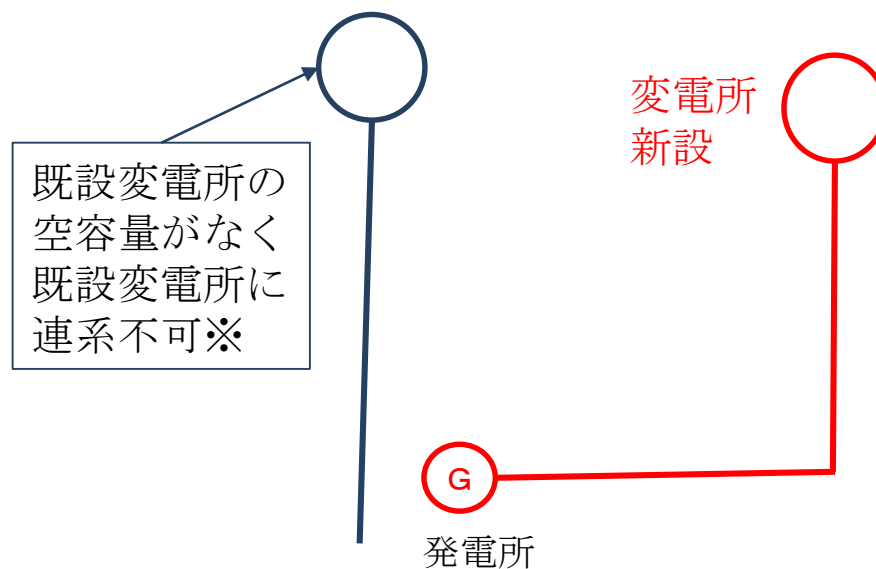 変電所
新設
既設変電所の
空容量がなく
既設変電所に
連系不可※
G
発電所